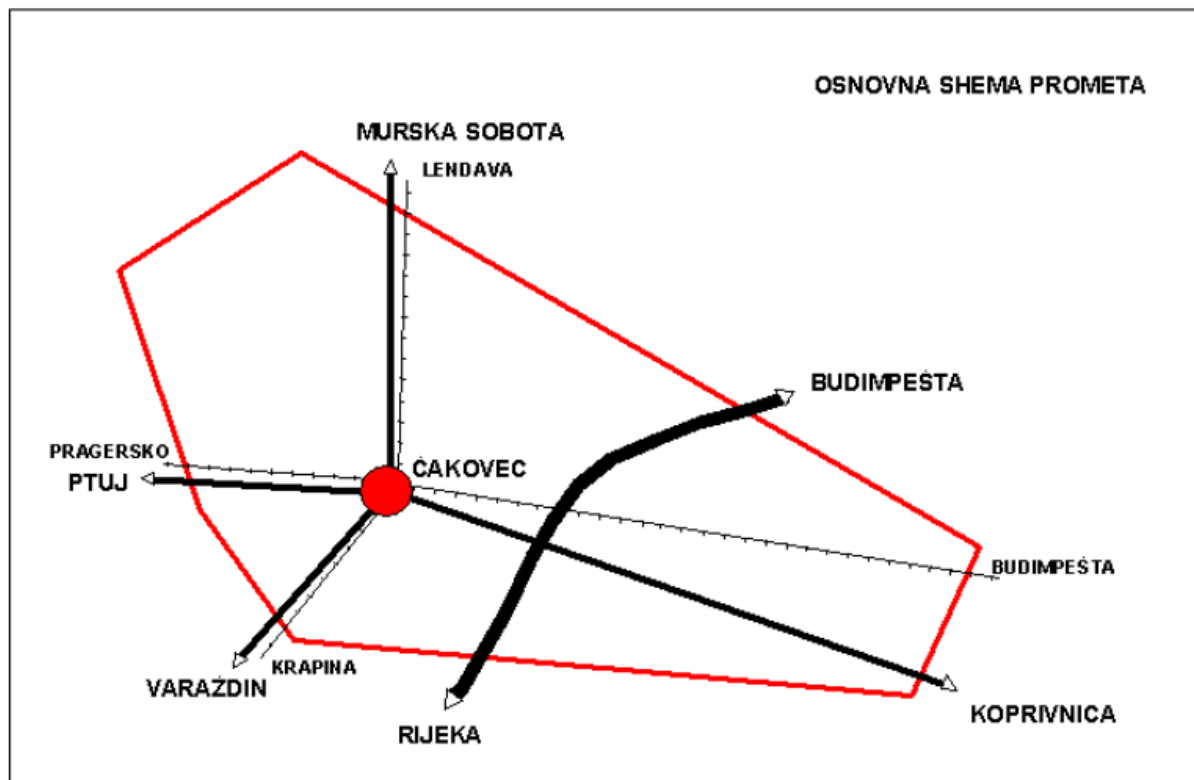 OSNOVNA SHEMA PROMETA
MURSKA SOBOTA
LENDAVA
BUDIMPEŠTA
PRAGERSKO
ČAKOVEC
PTUJ
BUDIMPEŠTA
KRAPINA
VARAŽDIN
KOPRIVNICA
RIJEKA